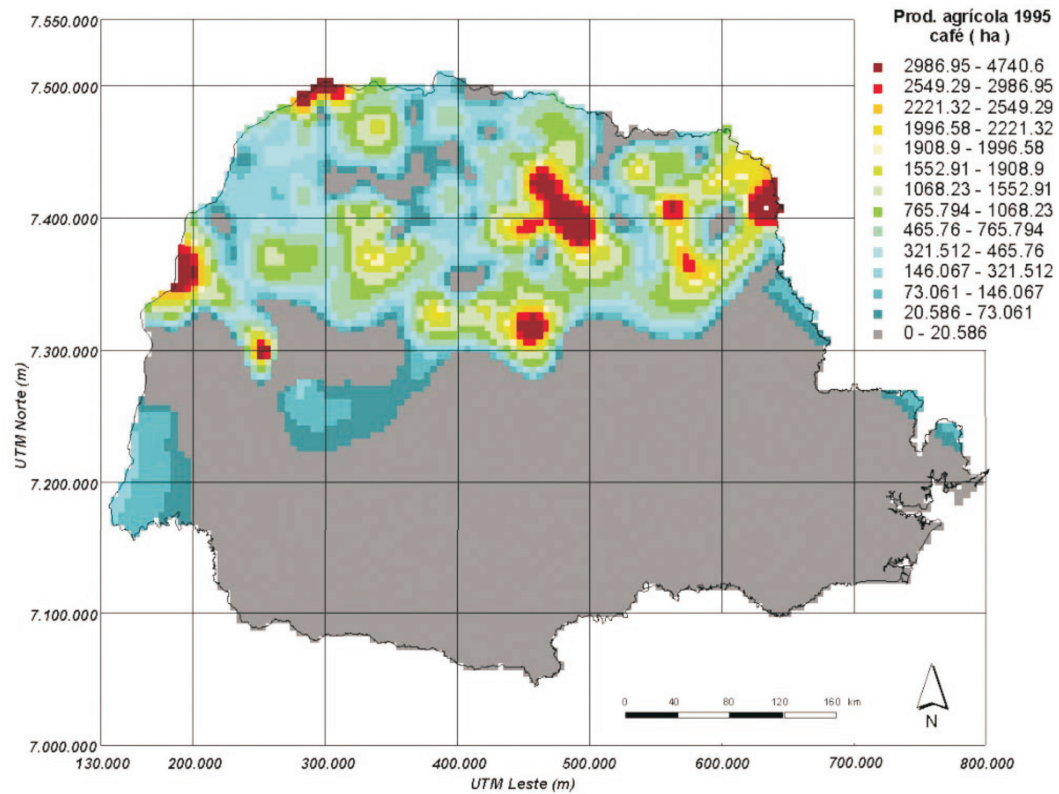 Prod. agrícola 1995
café ( ha )
2986.95 - 4740.6
2549.29 - 2986.95
2221.32 - 2549.29
1996.58 - 2221.32
1908.9 - 1996.58
1552.91 - 1908.9
1068.23 - 1552.91
765.794 - 1068.23
465.76 - 765.794
321.512 - 465.76
146.067 - 321.512
73.061 - 146.067
20.586 - 73.061
0 - 20.586
7.550.000
7.500.000
7.400.000
7.300.000
7.200.000
7.100.000
7.000.000
UTM Norte (m)
0 40 80 120 160 km
N
130.000 200.000 300.000 400.000 500.000 600.000 700.000 800.000
UTM Leste (m)